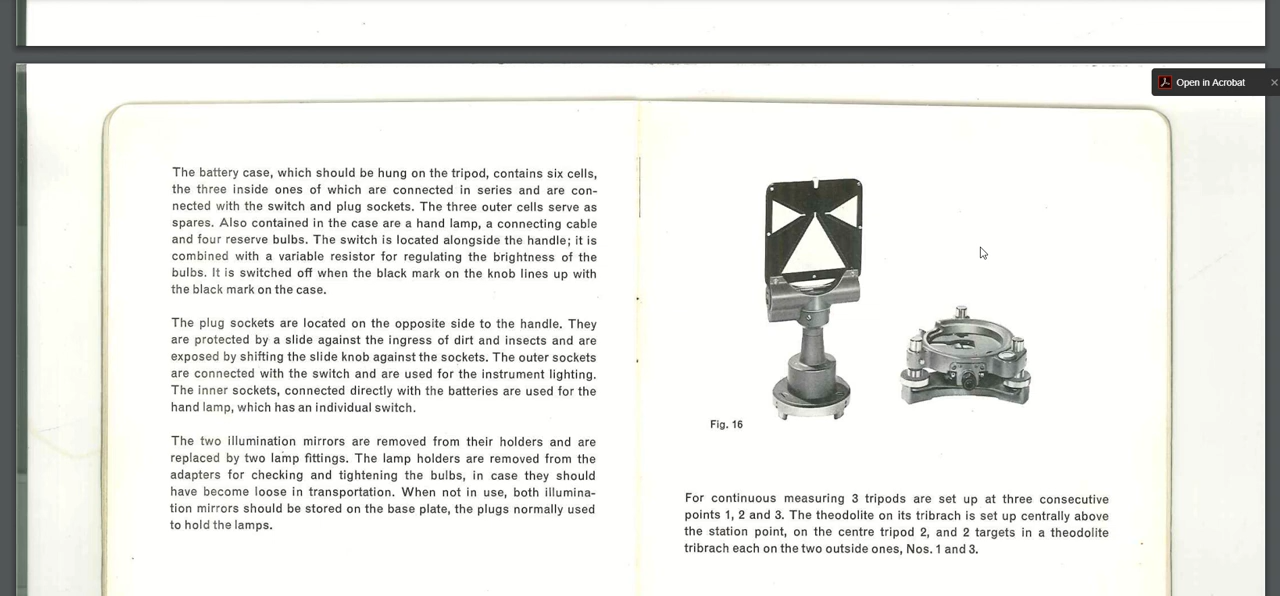 Open in Acrobat
The battery case, which should be hung on the tripod, contains six cells,
the three inside ones of which are connected in series and are con-
nected with the switch and plug sockets. The three outer cells serve as
spares. Also contained in the case are a hand lamp, a connecting cable
and four reserve bulbs. The switch is located alongside the handle; it is
combined with a variable resistor for regulating the brightness of the
bulbs. It is switched off when the black mark on the knob lines up with
the black mark on the case.
The plug sockets are located on the opposite side to the handle. They
are protected by a slide against the ingress of dirt and insects and are
exposed by shifting the slide knob against the sockets. The outer sockets
are connected with the switch and are used for the instrument lighting.
The inner sockets, connected directly with the batteries are used for the
hand lamp, which has an individual switch.
The two illumination mirrors are removed from their holders and are
replaced by two lamp fittings. The lamp holders are removed from the
adapters for checking and tightening the bulbs, in case they should
have become loose in transportation. When not in use, both illumina-
tion mirrors should be stored on the base plate, the plugs normally used
to hold the lamps.
Fig. 16
For continuous measuring 3 tripods are set up at three consecutive
points 1, 2 and 3. The theodolite on its tribrach is set up centrally above
the station point, on the centre tripod 2, and 2 targets in a theodolite
tribrach each on the two outside ones, Nos. 1 and 3.